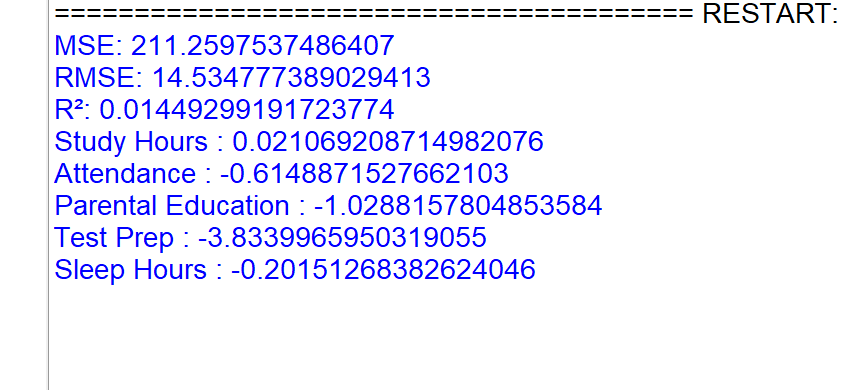 ======================================== RESTART:
MSE: 211.2597537486407
RMSE: 14.534777389029413
R²: 0.01449299191723774
Study Hours : 0.021069208714982076
Attendance : -0.6148871527662103
Parental Education : -1.0288157804853584
Test Prep : -3.8339965950319055
Sleep Hours : -0.20151268382624046